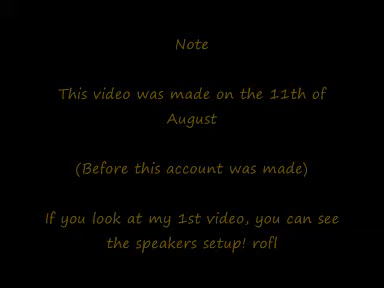 Note
This video was made on the 11th of
August
(Before this account was made)
If you look at my 1st video, you can see
the speakers setup! rofl